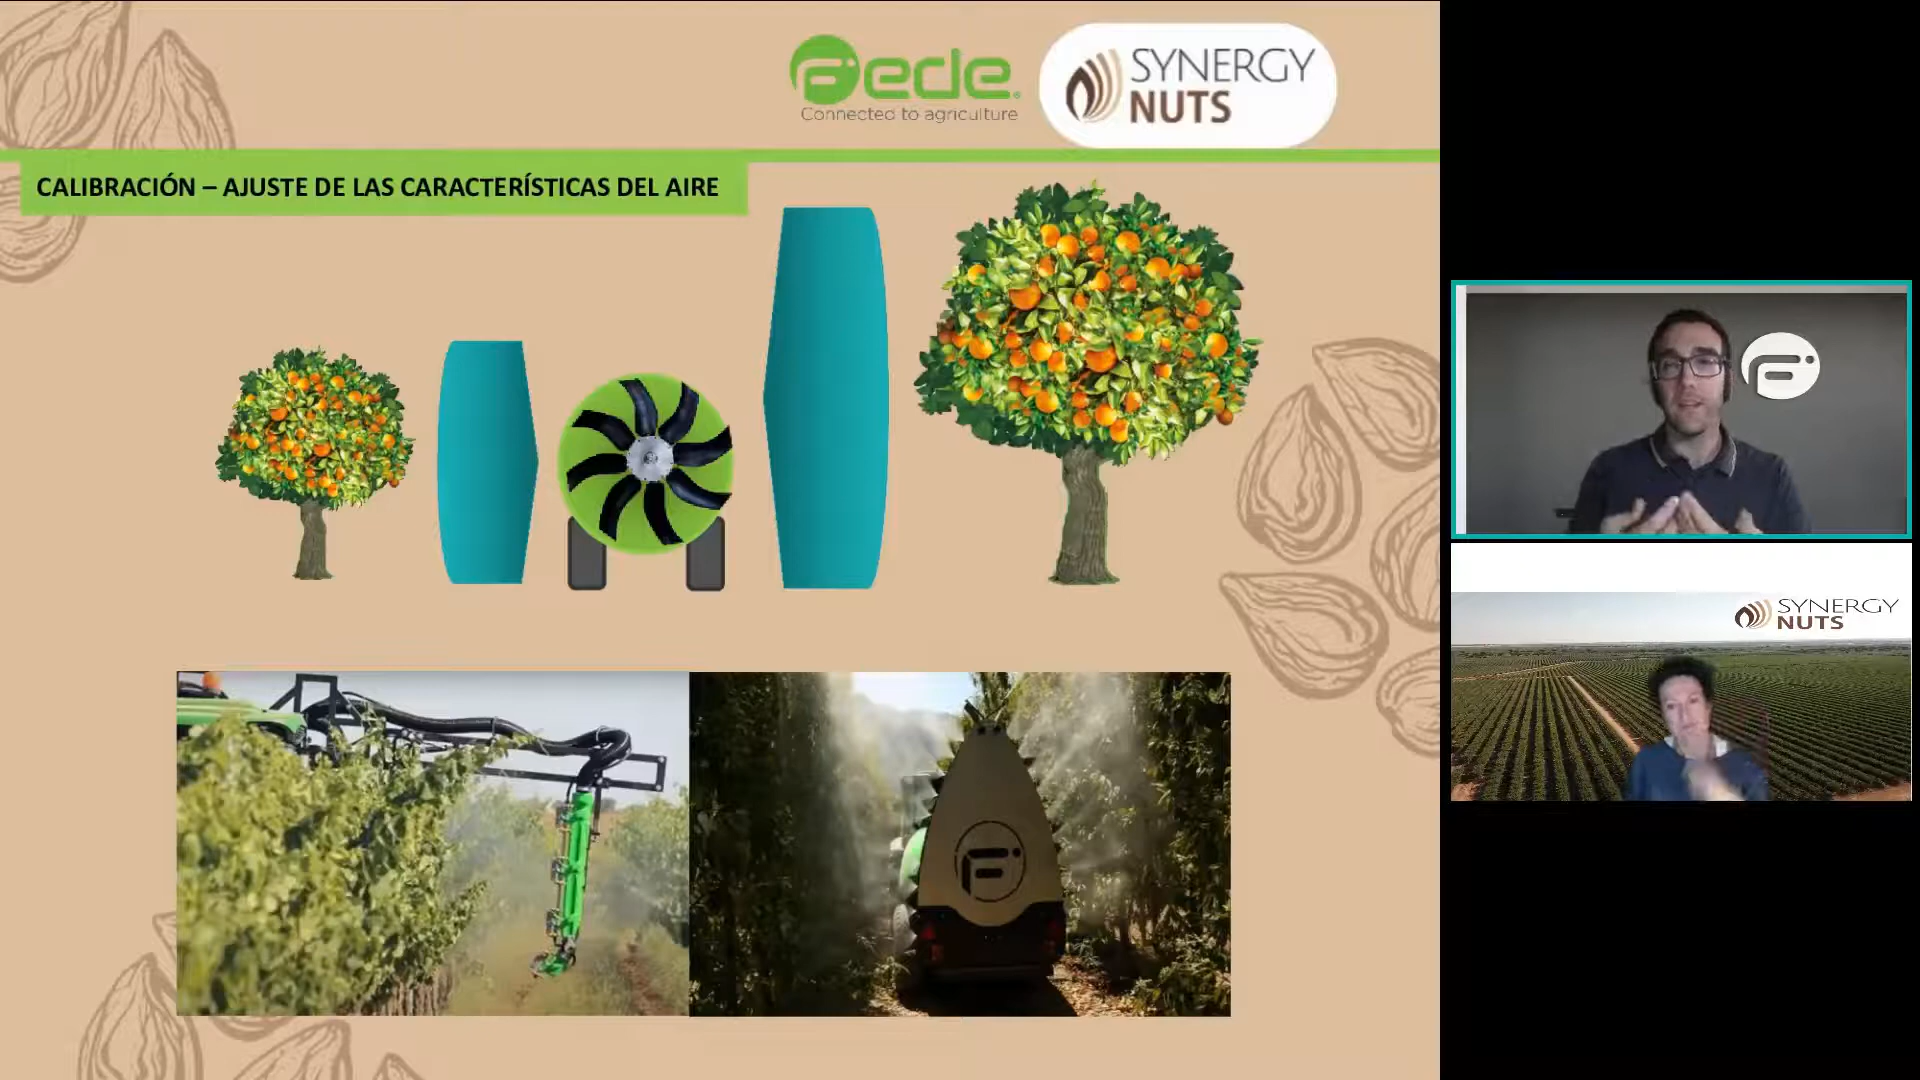 Fede
Connected to agriculture
SYNERGY
NUTS
CALIBRACIÓN – AJUSTE DE LAS CARACTERÍSTICAS DEL AIRE
SYNERGY
NUTS